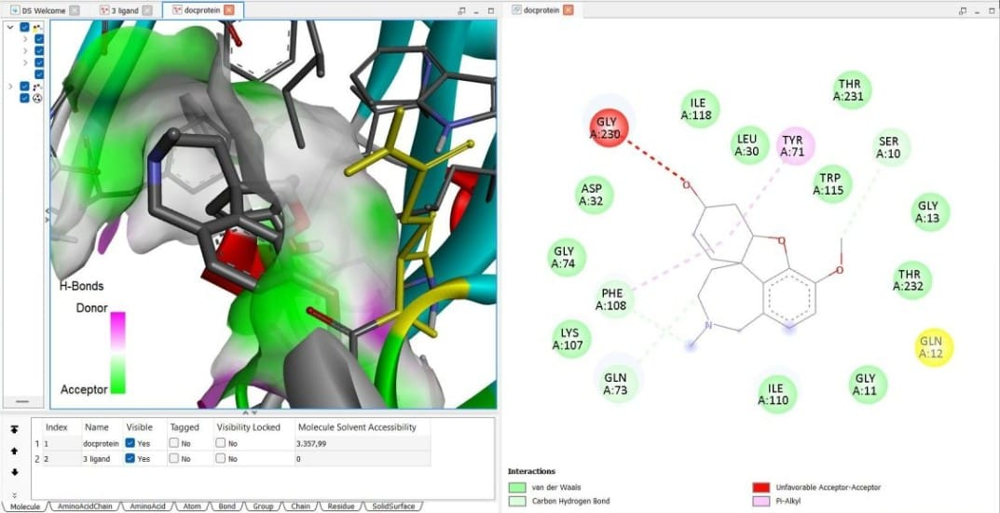 DS Welcome
3 ligand
docprotein
docprotein
H-Bonds
Donor
Acceptor
Index Name Visible Tagged Visibility Locked Molecule Solvent Accessibility
1 1 docprotein Yes No No 3.357,99
2 2 3 ligand Yes No No 0
Molecule AminoAcidChain AminoAcid Atom Bond Group Chain Residue SolidSurface
THR
A:231
ILE
A:118
GLY
A:230
LEU
A:30
TYR
A:71
SER
A:10
TRP
A:115
ASP
A:32
O
GLY
A:13
O
GLY
A:74
O
THR
A:232
PHE
A:108
N
LYS
A:107
GLN
A:12
GLN
A:73
ILE
A:110
GLY
A:11
Interactions
van der Waals
Carbon Hydrogen Bond
Unfavorable Acceptor-Acceptor
Pi-Alkyl